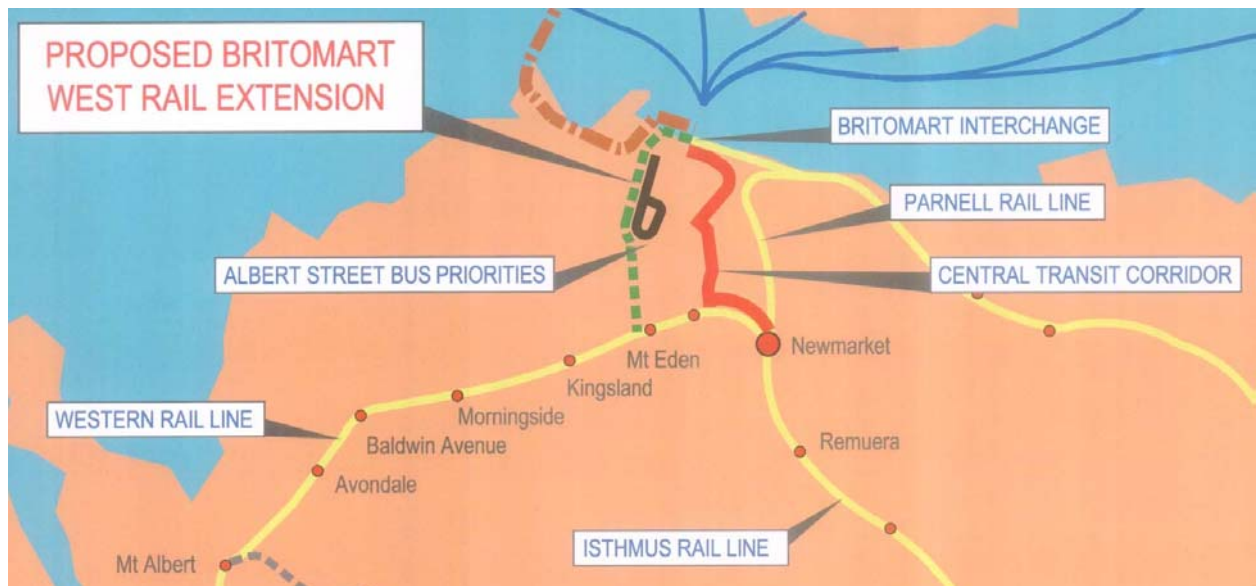 PROPOSED BRITOMART
WEST RAIL EXTENSION
BRITOMART INTERCHANGE
PARNELL RAIL LINE
ALBERT STREET BUS PRIORITIES
CENTRAL TRANSIT CORRIDOR
Newmarket
Mt Eden
Kingsland
WESTERN RAIL LINE
Morningside
Baldwin Avenue
Remuera
Avondale
ISTHMUS RAIL LINE
Mt Albert